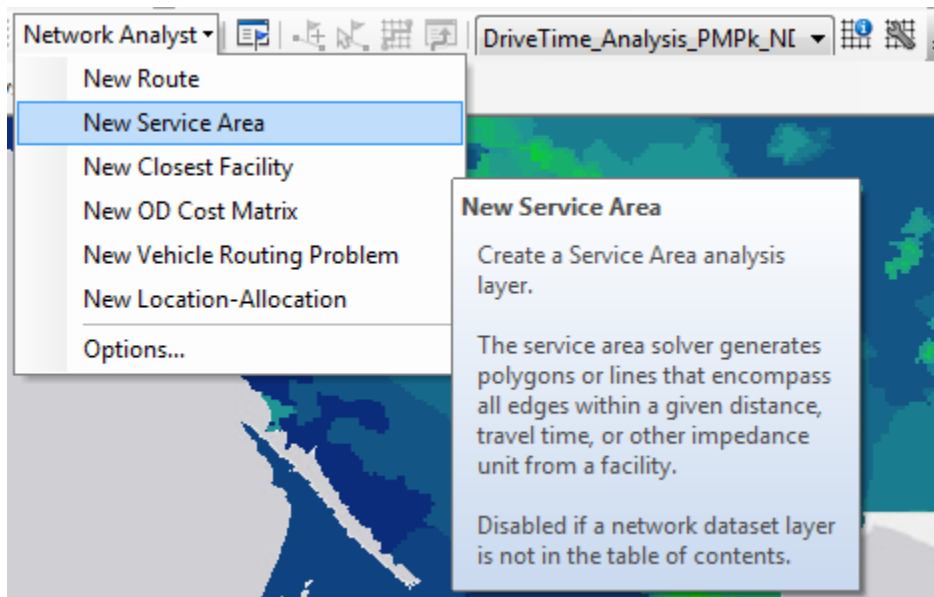 Network Analyst
DriveTime_Analysis_PMPk_NE
New Route
New Service Area
New Closest Facility
New OD Cost Matrix
New Vehicle Routing Problem
New Location-Allocation
Options...
New Service Area
Create a Service Area analysis
layer.
The service area solver generates
polygons or lines that encompass
all edges within a given distance,
travel time, or other impedance
unit from a facility.
Disabled if a network dataset layer
is not in the table of contents.